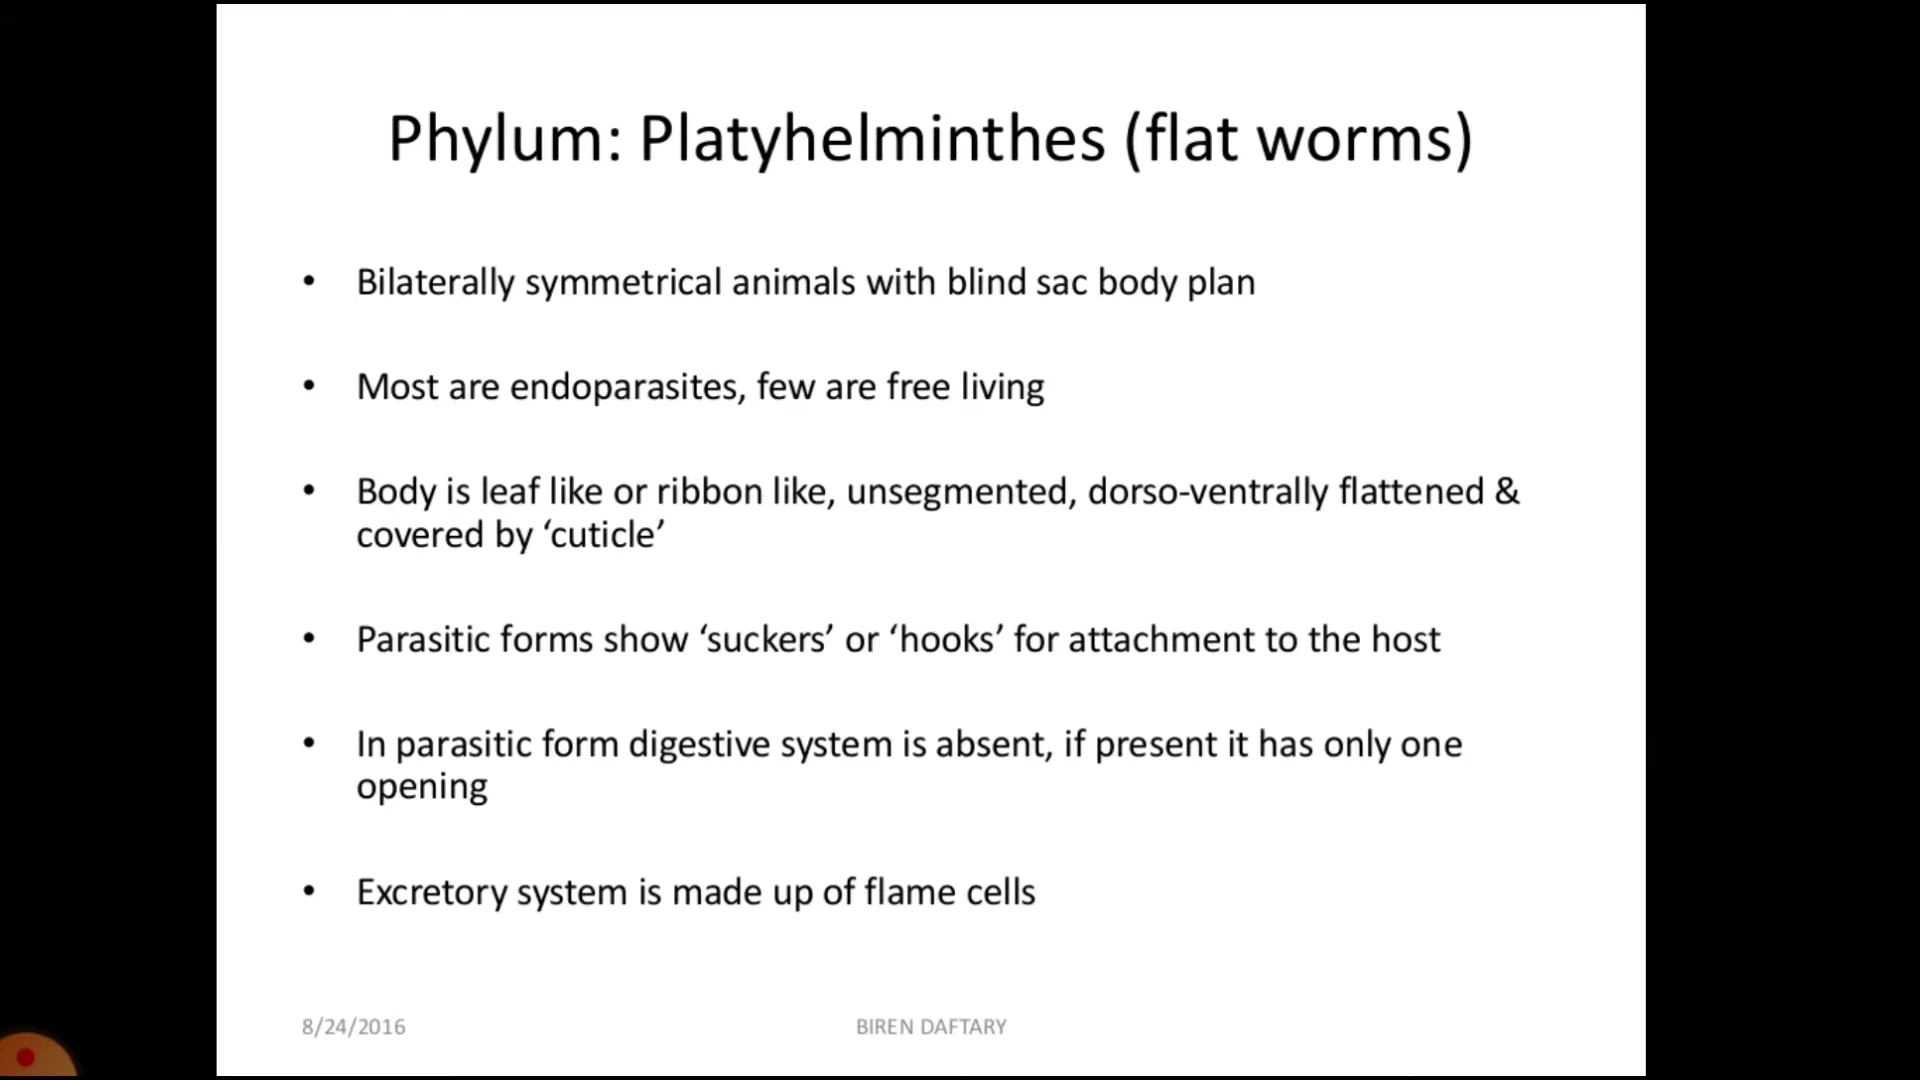 Phylum: Platyhelminthes (flat worms)
• Bilaterally symmetrical animals with blind sac body plan
• Most are endoparasites, few are free living
• Body is leaf like or ribbon like, unsegmented, dorso-ventrally flattened &
covered by ‘cuticle’
• Parasitic forms show ‘suckers’ or ‘hooks’ for attachment to the host
• In parasitic form digestive system is absent, if present it has only one
opening
• Excretory system is made up of flame cells
8/24/2016
BIREN DAFTARY